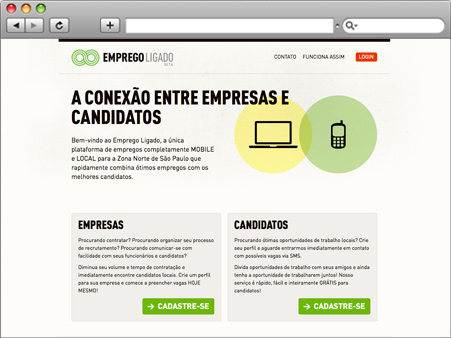 EMPREGO LIGADO
BETA
CONTATO FUNCIONA ASSIM LOGIN
A CONEXÃO ENTRE EMPRESAS E
CANDIDATOS
Bem-vindo ao Emprego Ligado, a única
plataforma de empregos completamente MOBILE
e LOCAL para a Zona Norte de São Paulo que
rapidamente combina ótimos empregos com os
melhores candidatos.
EMPRESAS
Procurando contratar? Procurando organizar seu processo
de recrutamento? Procurando comunicar-se com
facilidade com seus funcionários e candidatos?
Diminua seu volume e tempo de contratação e
imediatamente encontre candidatos locais. Crie um perfil
para sua empresa e comece a preencher vagas HOJE
MESMO!
CADASTRE-SE
CANDIDATOS
Procurando ótimas oportunidades de trabalho locais? Crie
seu perfil e aguarde entrarmos imediatamente em contato
com possíveis vagas via SMS.
Divida oportunidades de trabalho com seus amigos e ainda
tenha a oportunidade de trabalharem juntos! Nosso
serviço é rápido, fácil e inteiramente GRÁTIS para
candidatos!
CADASTRE-SE